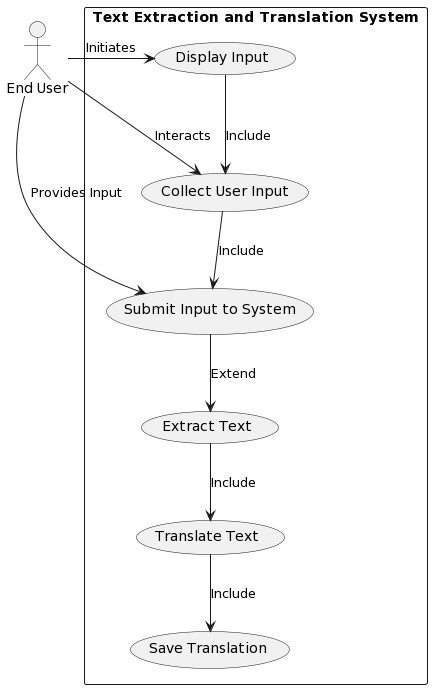 Text Extraction and Translation System
Initiates
Display Input
End User
Interacts
Include
Provides Input
Collect User Input
Include
Submit Input to System
Extend
Extract Text
Include
Translate Text
Include
Save Translation